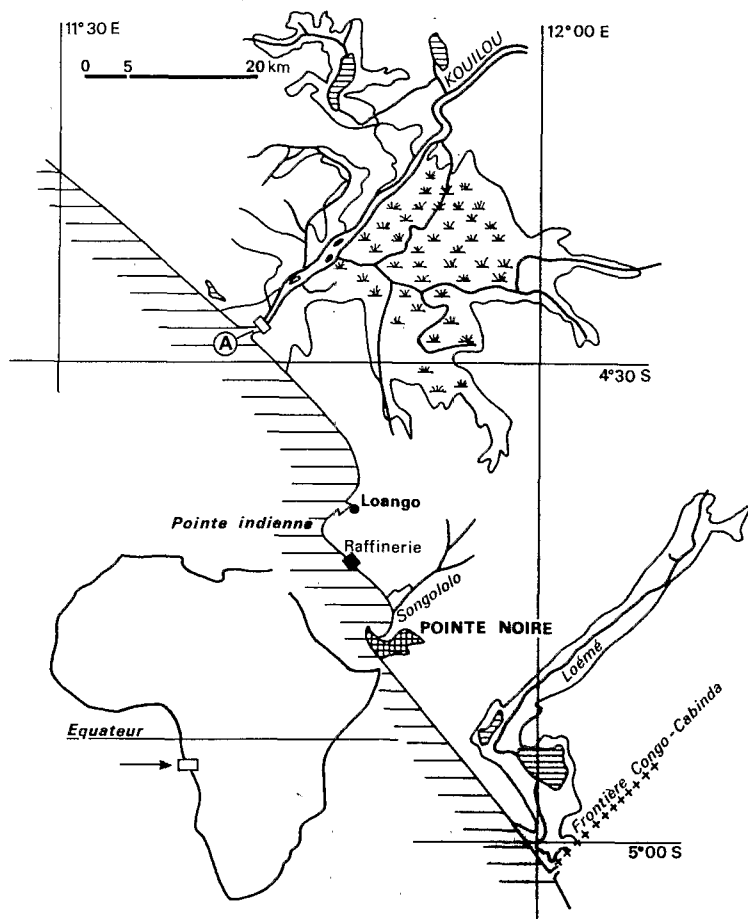 11°30 E
12°00 E
0 5 20 km
KOUILOU
A
4°30 S
Loango
Pointe indienne
Raffinerie
Songololo
POINTE NOIRE
Loémé
Equateur
Frontière Congo-Cabinda
5°00 S